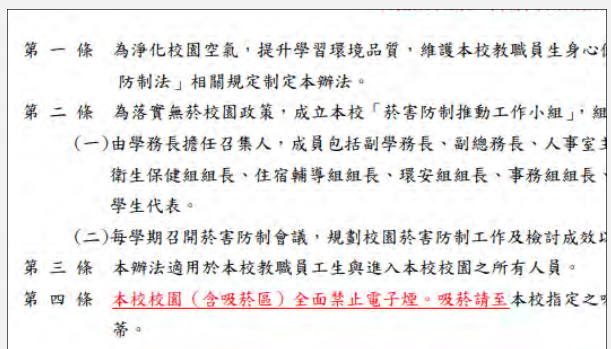 第 一 條 為淨化校園空氣,提升學習環境品質,維護本校教職員生身心
防制法」相關規定制定本辦法。
第 二 條 為落實無菸校園政策,成立本校「菸害防制推動工作小組」,組
(一)由學務長擔任召集人,成員包括副學務長、副總務長、人事室主
衛生保健組組長、住宿輔導組組長、環安組組長、事務組組長、
學生代表。
(二)每學期召開菸害防制會議,規劃校園菸害防制工作及檢討成效以
第 三 條 本辦法適用於本校教職員工生與進入本校校園之所有人員。
第 四 條 本校校園(含吸菸區)全面禁止電子煙。吸菸請至本校指定之
蒂。